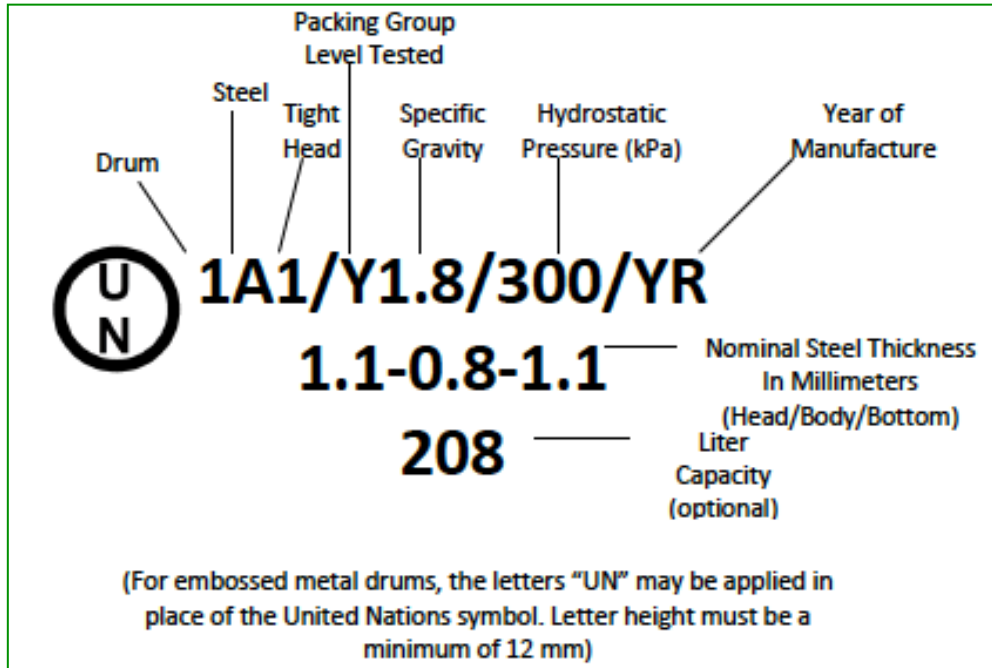 Packing Group
Level Tested
Steel
Tight
Head
Specific
Gravity
Hydrostatic
Pressure (kPa)
Year of
Manufacture
Drum
U
N
1A1/Y1.8/300/YR
1.1-0.8-1.1
Nominal Steel Thickness
In Millimeters
(Head/Body/Bottom)
208
Liter
Capacity
(optional)
(For embossed metal drums, the letters “UN” may be applied in
place of the United Nations symbol. Letter height must be a
minimum of 12 mm)